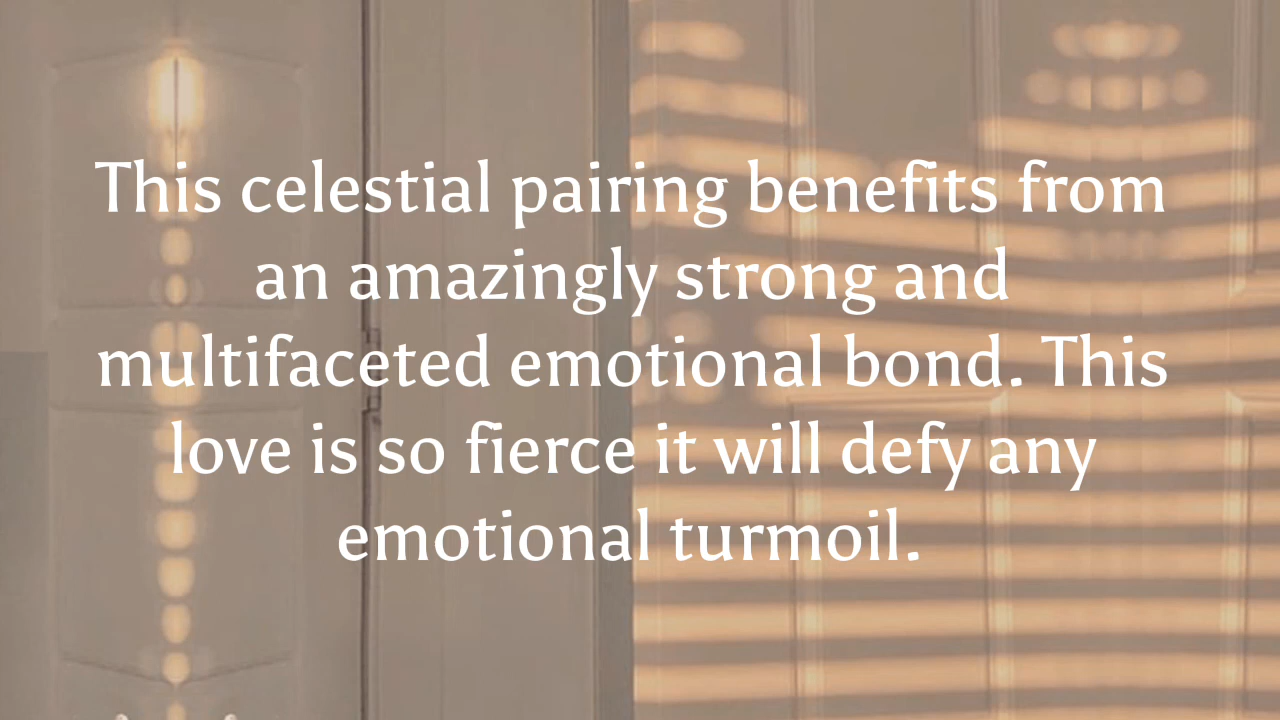 This celestial pairing benefits from
an amazingly strong and
multifaceted emotional bond. This
love is so fierce it will defy any
emotional turmoil.